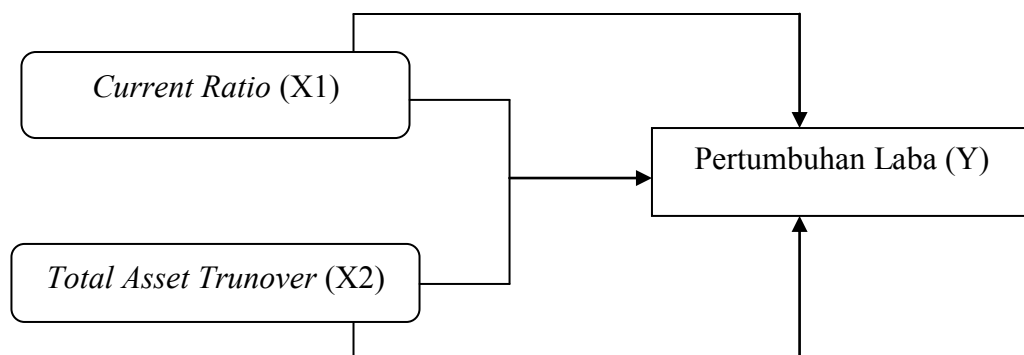 Current Ratio (X1)
Pertumbuhan Laba (Y)
Total Asset Trunover (X2)